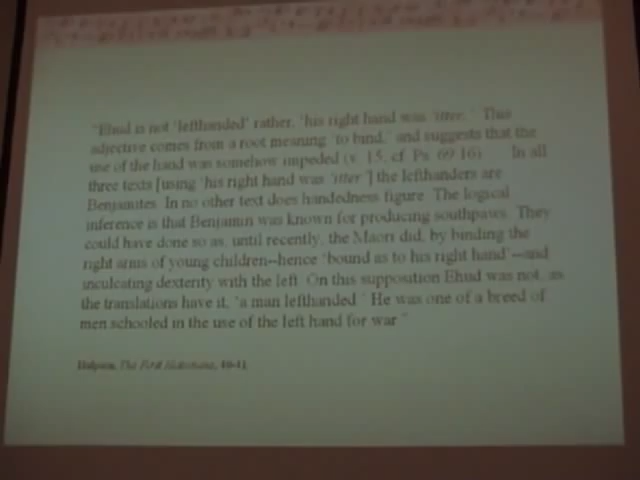 "Ehud is not 'lefthanded' rather, 'his right hand was 'itter.' This
adjective comes from a root meaning 'to bind,' and suggests that the
use of the hand was somehow impeded (v. 15, cf. Ps. 69:16) In all
three texts [using 'his right hand was 'itter'] the lefthanders are
Benjaminites. In no other text does handedness figure. The logical
inference is that Benjamin was known for producing southpaws. They
could have done so as, until recently, the Maori did, by binding the
right arms of young children--hence 'bound as to his right hand'--and
inculcating dexterity with the left. On this supposition Ehud was not, as
the translations have it, 'a man lefthanded.' He was one of a breed of
men schooled in the use of the left hand for war."
Halpern, The First Historians, 40-41.